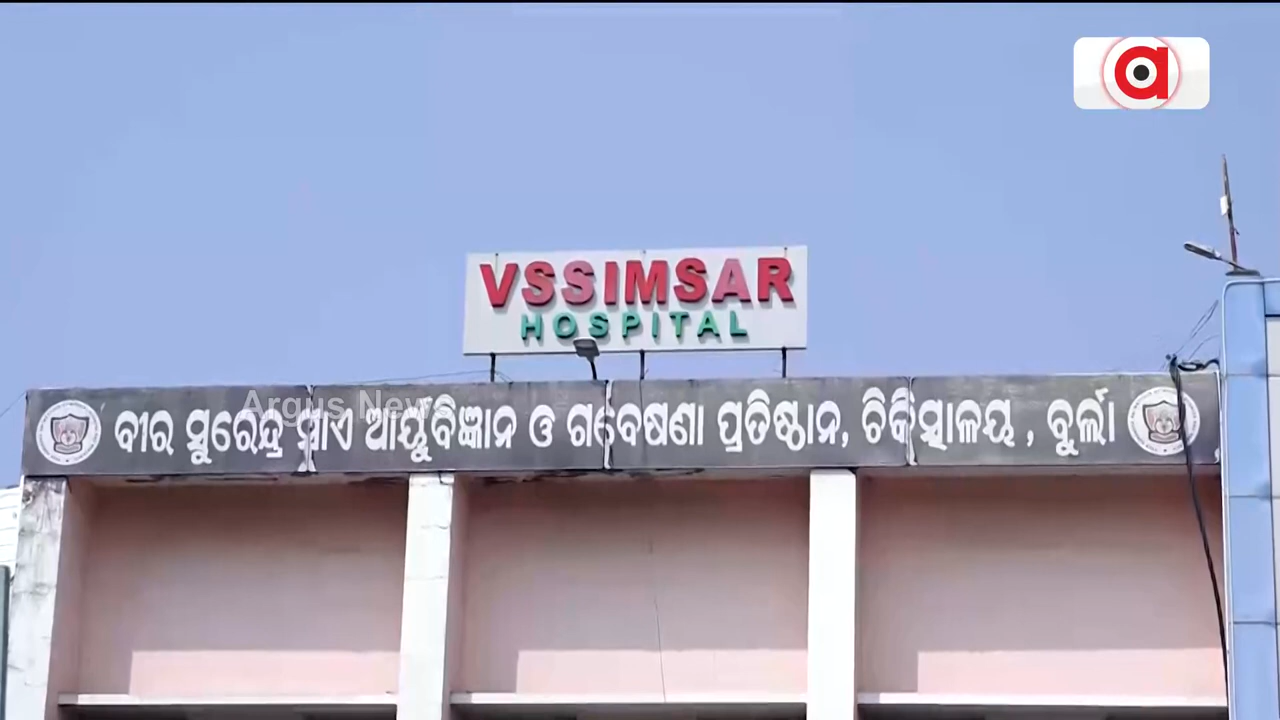 VSSIMSAR
HOSPITAL
ବୀର ସୁରେନ୍ଦ୍ର ସାଏ ଆୟୁର୍ବିଜ୍ଞାନ ଓ ଗବେଷଣା ପ୍ରତିଷ୍ଠାନ, ଚିକିତ୍ସାଳୟ, ବୁର୍ଲା
Argus News